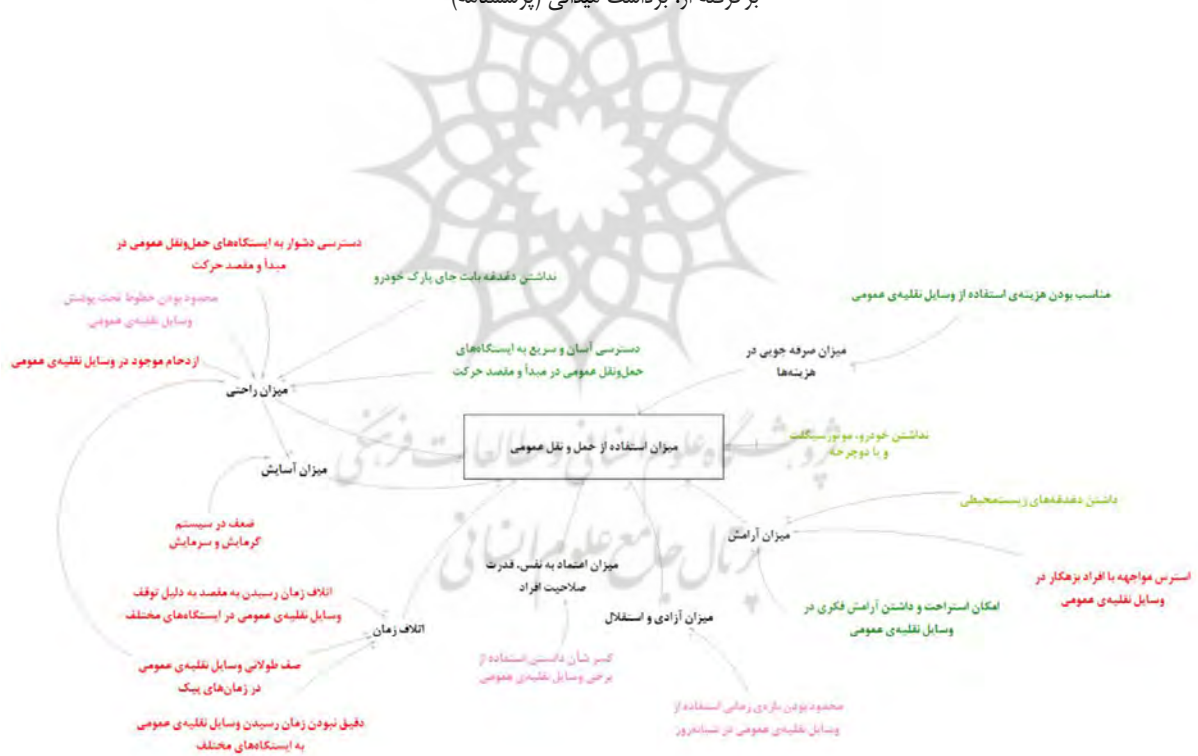 برگرفته از: برداشت میدانی (پرسشنامه)
دسترسی دشوار به ایستگاه‌های حمل‌ونقل عمومی در
مبدأ و مقصد حرکت
نداشتن دغدغه بابت جای پارک خودرو
مناسب بودن هزینه‌ی استفاده از وسایل نقلیه‌ی عمومی
محدود بودن خطوط تحت پوشش
وسایل نقلیه‌ی عمومی
دسترسی آسان و سریع به ایستگاه‌های
حمل‌ونقل عمومی در مبدأ و مقصد حرکت
میزان صرفه جویی در
هزینه‌ها
ازدحام موجود در وسایل نقلیه‌ی عمومی
میزان راحتی
میزان استفاده از حمل و نقل عمومی
نداشتن خودرو، موتورسیکلت
و یا دوچرخه
پژوهشگاه علوم انسانی و مطالعات فرهنگی
میزان آسایش
داشتن دغدغه‌های زیست‌محیطی
ضعف در سیستم
گرمایش و سرمایش
پرتال جامع علوم انسانی
میزان آرامش
میزان اعتماد به نفس، قدرت
صلاحیت افراد
استرس مواجهه با افراد بزهکار در
وسایل نقلیه‌ی عمومی
اتلاف زمان رسیدن به مقصد به دلیل توقف
وسایل نقلیه‌ی عمومی در ایستگاه‌های مختلف
امکان استراحت و داشتن آرامش فکری در
وسایل نقلیه‌ی عمومی
میزان آزادی و استقلال
اتلاف زمان
صف طولانی وسایل نقلیه‌ی عمومی
در زمان‌های پیک
کسر شأن دانستن استفاده از
برخی وسایل نقلیه‌ی عمومی
محدود بودن بازه‌ی زمانی استفاده از
وسایل نقلیه‌ی عمومی در شبانه‌روز
دقیق نبودن زمان رسیدن وسایل نقلیه‌ی عمومی
به ایستگاه‌های مختلف